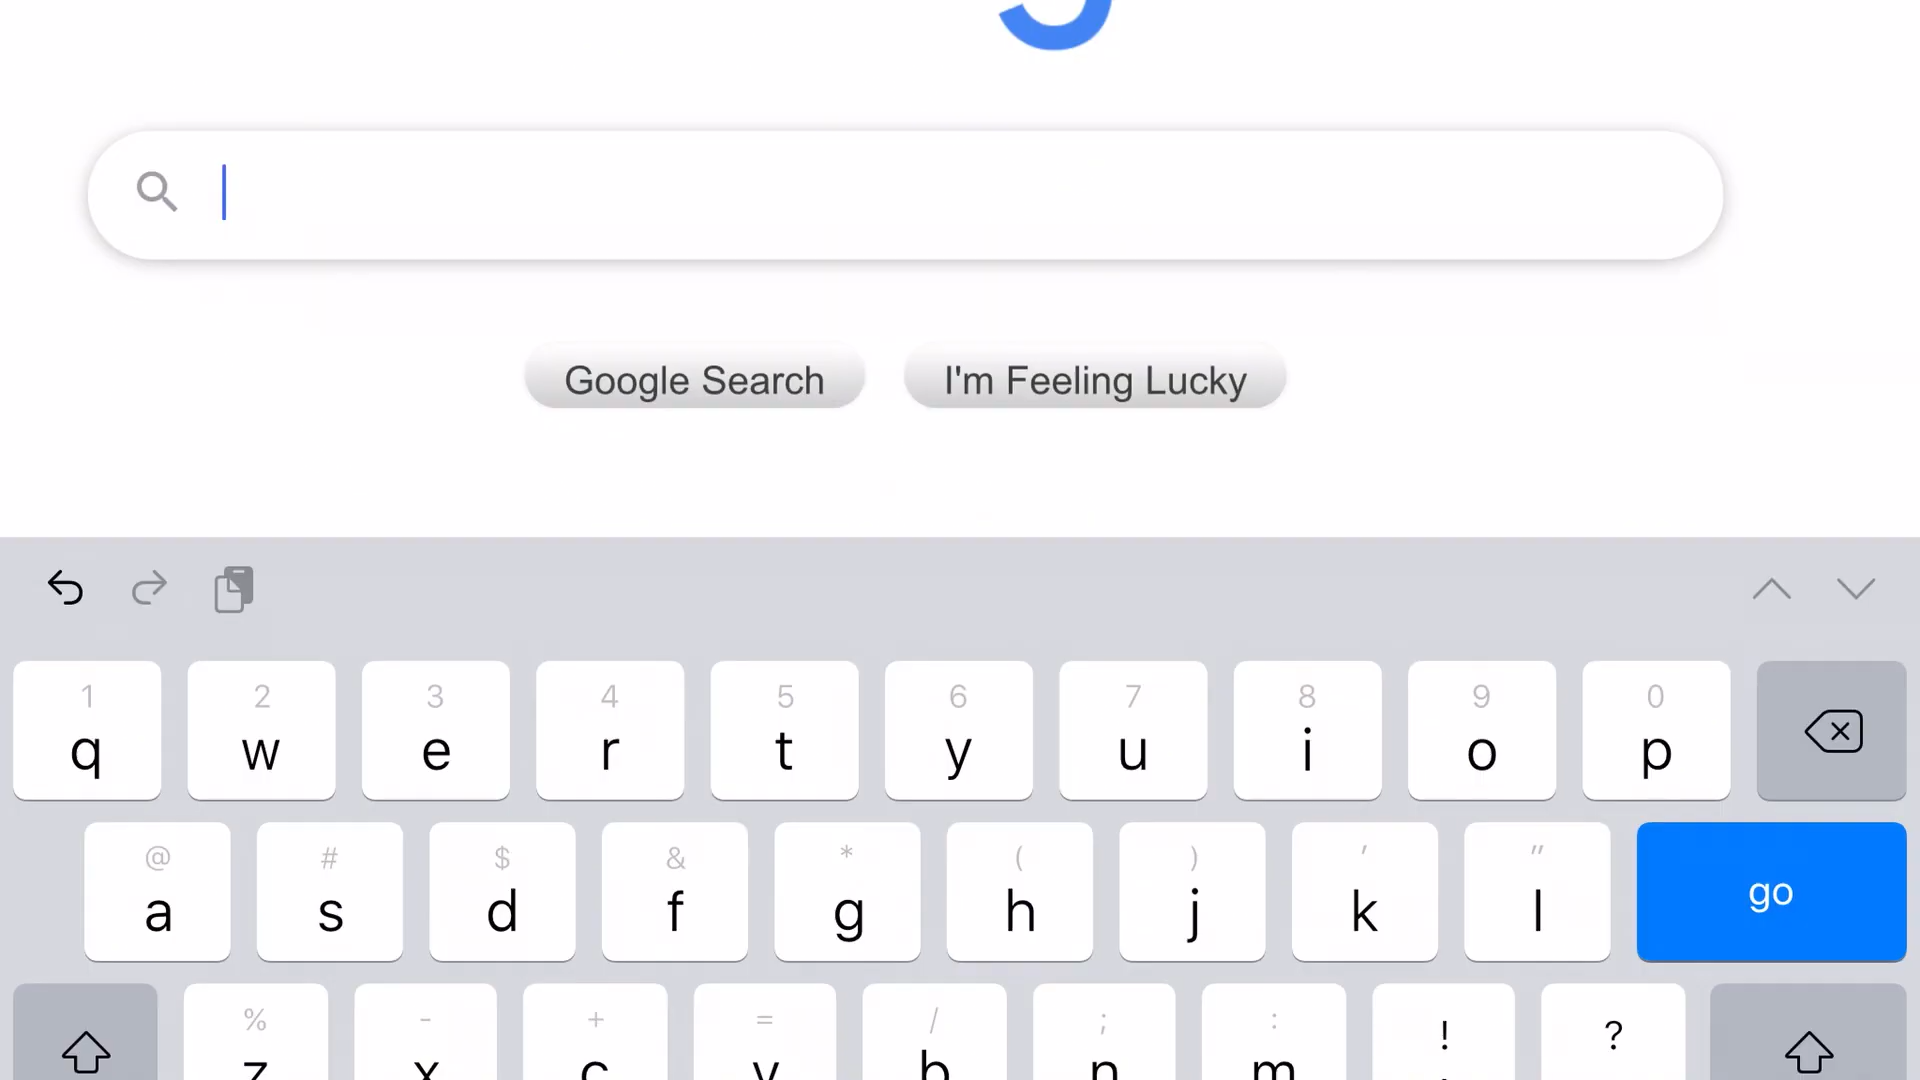 Google Search I'm Feeling Lucky
1 2 3 4 5 6 7 8 9 0
q w e r t y u i o p
@ # $ & * ( ) ' "
a s d f g h j k l go
% - + = / ; : ! ?
z x c v b n m